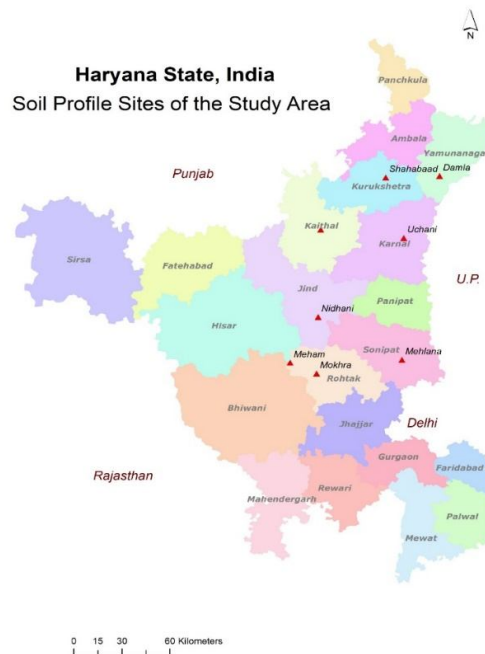 N
Haryana State, India
Soil Profile Sites of the Study Area
Panchkula
Ambala
Yamunanaga
Punjab
Shahabaad
Damla
Kurukshetra
Kaithal
Uchani
Karnal
Sirsa
Fatehabad
U.P.
Jind
Panipat
Hisar
Nidhani
Sonipat
Meham
Mehlana
Mokhra
Rohtak
Bhiwani
Jhajjar
Delhi
Gurgaon
Faridabad
Rajasthan
Rewari
Mahendergarh
Palwal
Mewat
0 15 30 60 Kilometers